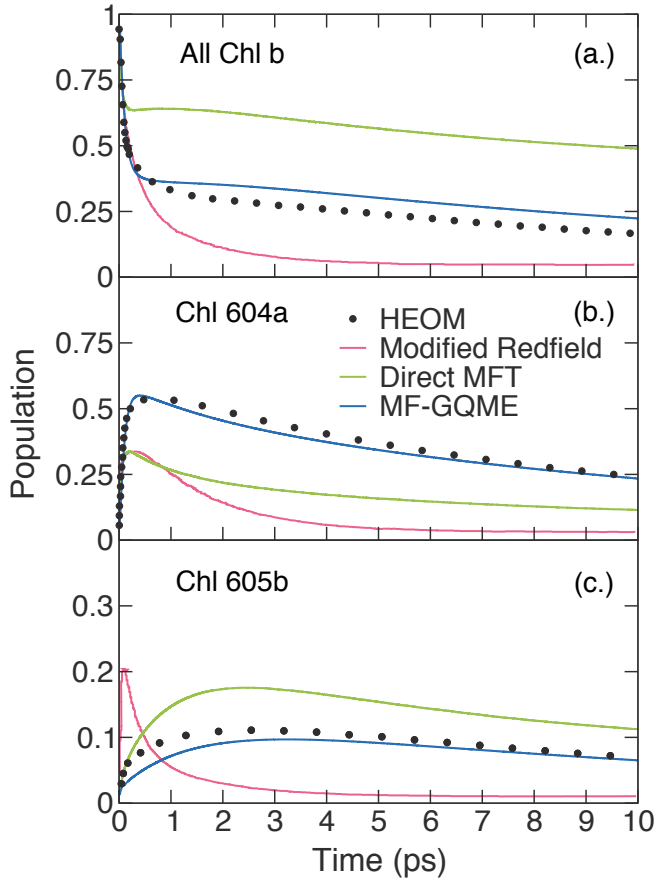 1
All Chl b
(a.)
0.75
0.5
0.25
0
Chl 604a
(b.)
HEOM
0.75
Modified Redfield
Direct MFT
0.5
MF-GQME
0.25
0
Population
Chl 605b
(c.)
0.3
0.2
0.1
0
0 1 2 3 4 5 6 7 8 9 10
Time (ps)